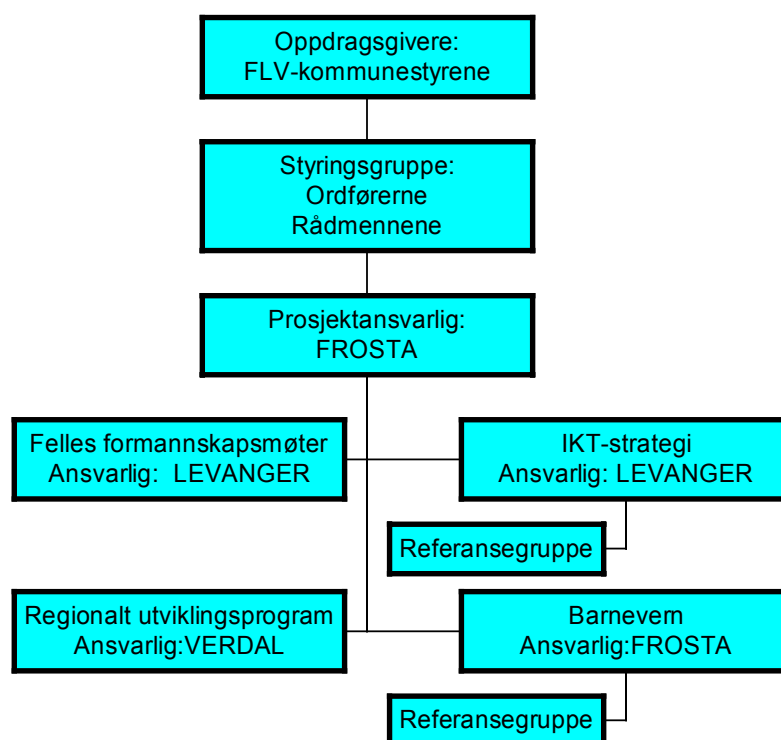 Oppdragsgivere:
FLV-kommunestyrene
Styringsgruppe:
Ordførerne
Rådmennene
Prosjektansvarlig:
FROSTA
Felles formannskapsmøter
Ansvarlig: LEVANGER
IKT-strategi
Ansvarlig: LEVANGER
Referansegruppe
Regionalt utviklingsprogram
Ansvarlig:VERDAL
Barnevern
Ansvarlig:FROSTA
Referansegruppe